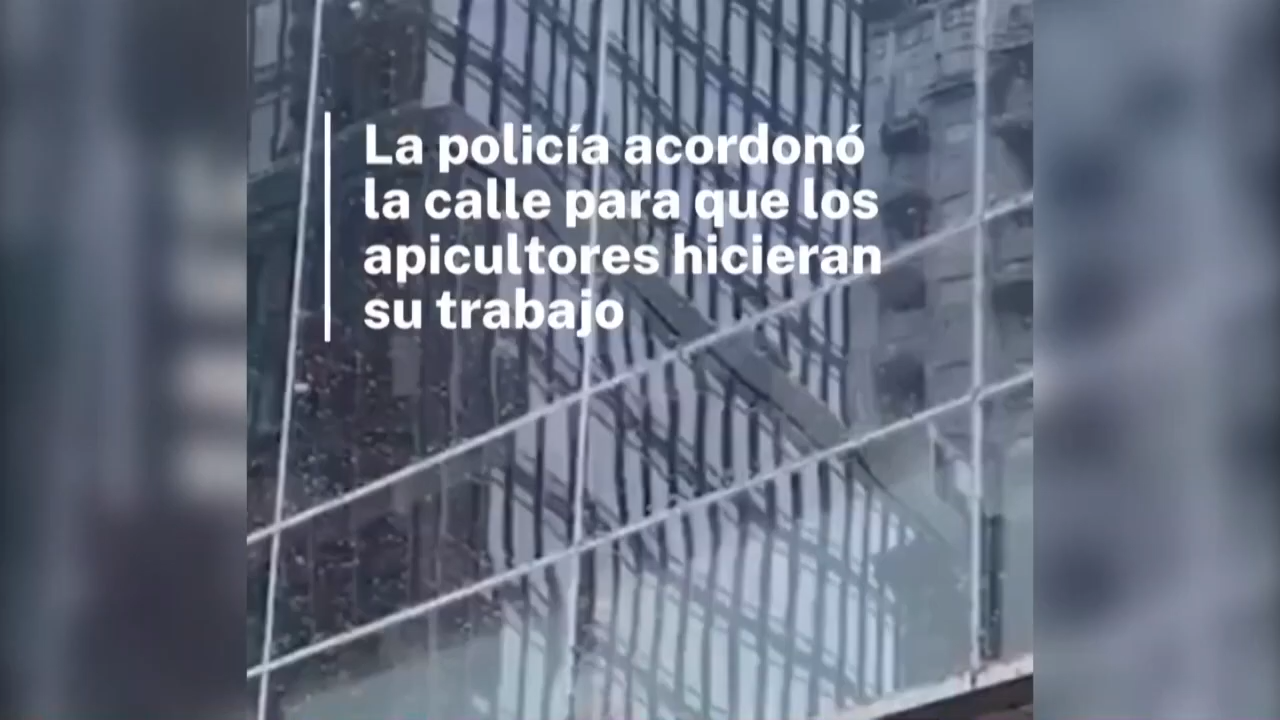 La policía acordonó
la calle para que los
apicultores hicieran
su trabajo